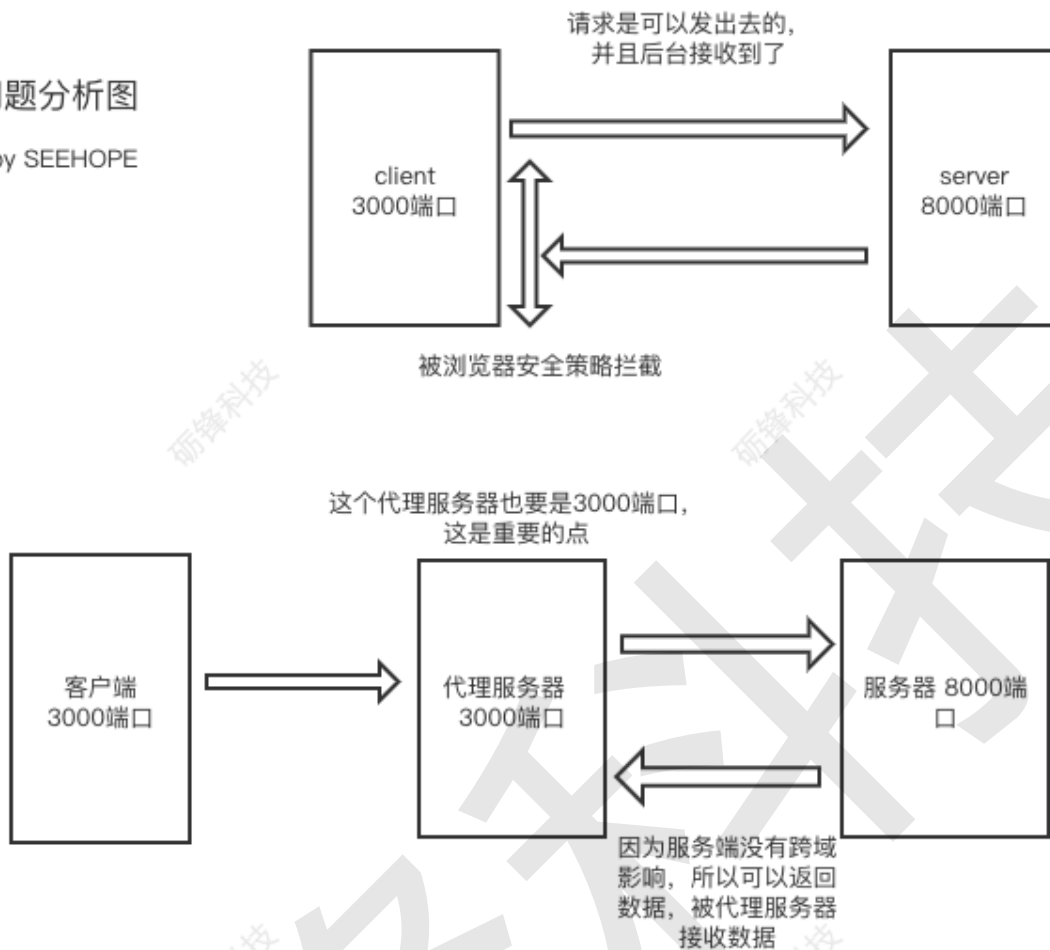 题分析图
by SEEHOPE
请求是可以发出去的，
并且后台接收到了
client
3000端口
server
8000端口
被浏览器安全策略拦截
砺锋科技
砺锋科技
这个代理服务器也要是3000端口，
这是重要的点
客户端
3000端口
代理服务器
3000端口
服务器 8000端
口
因为服务端没有跨域
影响，所以可以返回
数据，被代理服务器
接收数据